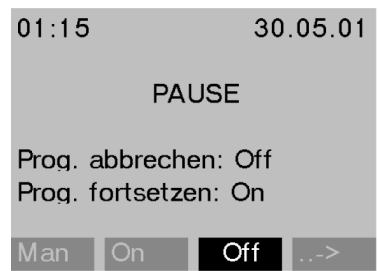 01:15 30.05.01
PAUSE
Prog. abbrechen: Off
Prog. fortsetzen: On
Man On Off ..->